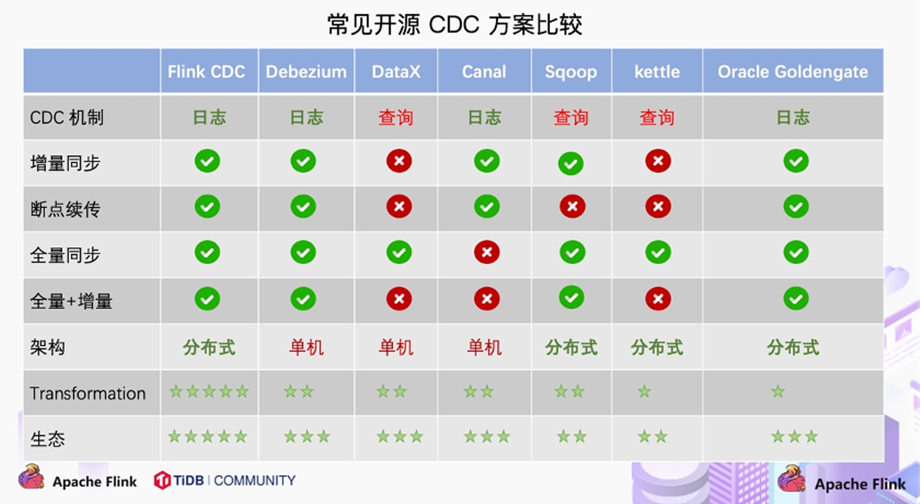 常见开源 CDC 方案比较
Flink CDC Debezium DataX Canal Sqoop kettle Oracle Goldengate
CDC 机制 日志 日志 查询 日志 查询 查询 日志
增量同步
断点续传
全量同步
全量+增量
架构 分布式 单机 单机 单机 分布式 分布式 分布式
Transformation
生态
Apache Flink TiDB COMMUNITY Apache Flink